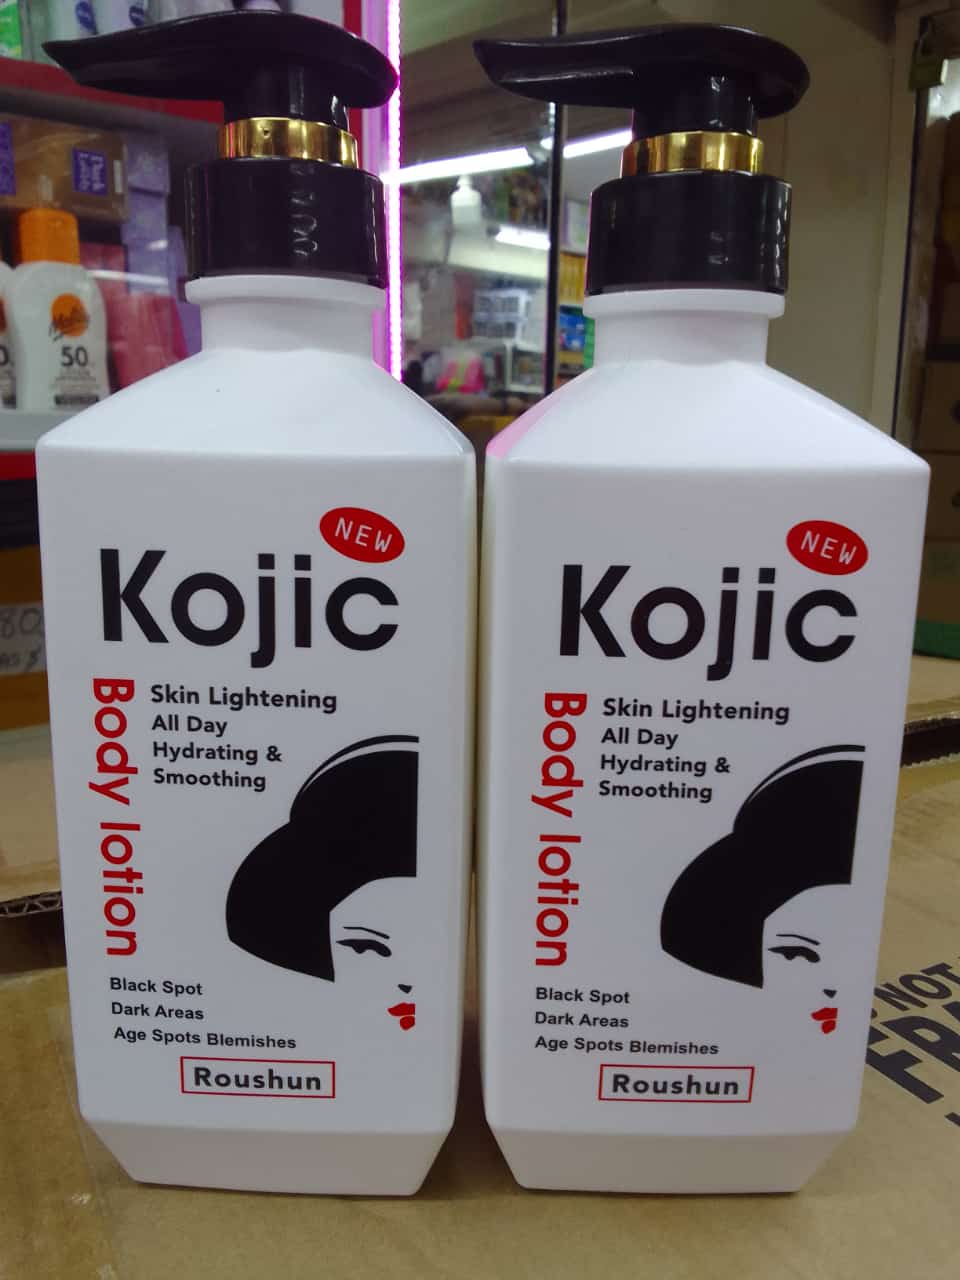 50
NEW
Kojic
Body lotion
Skin Lightening
All Day
Hydrating &
Smoothing
Black Spot
Dark Areas
Age Spots Blemishes
Roushun
NEW
Kojic
Body lotion
Skin Lightening
All Day
Hydrating &
Smoothing
Black Spot
Dark Areas
Age Spots Blemishes
Roushun
NOT